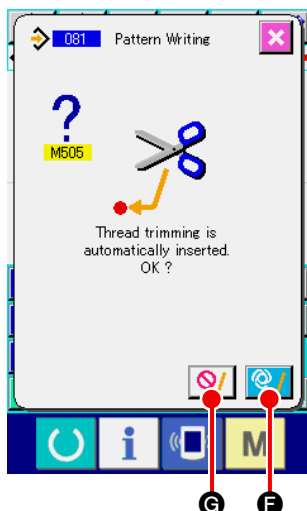 081 Pattern Writing
M505
Thread trimming is
automatically inserted.
OK ?
i M
G F